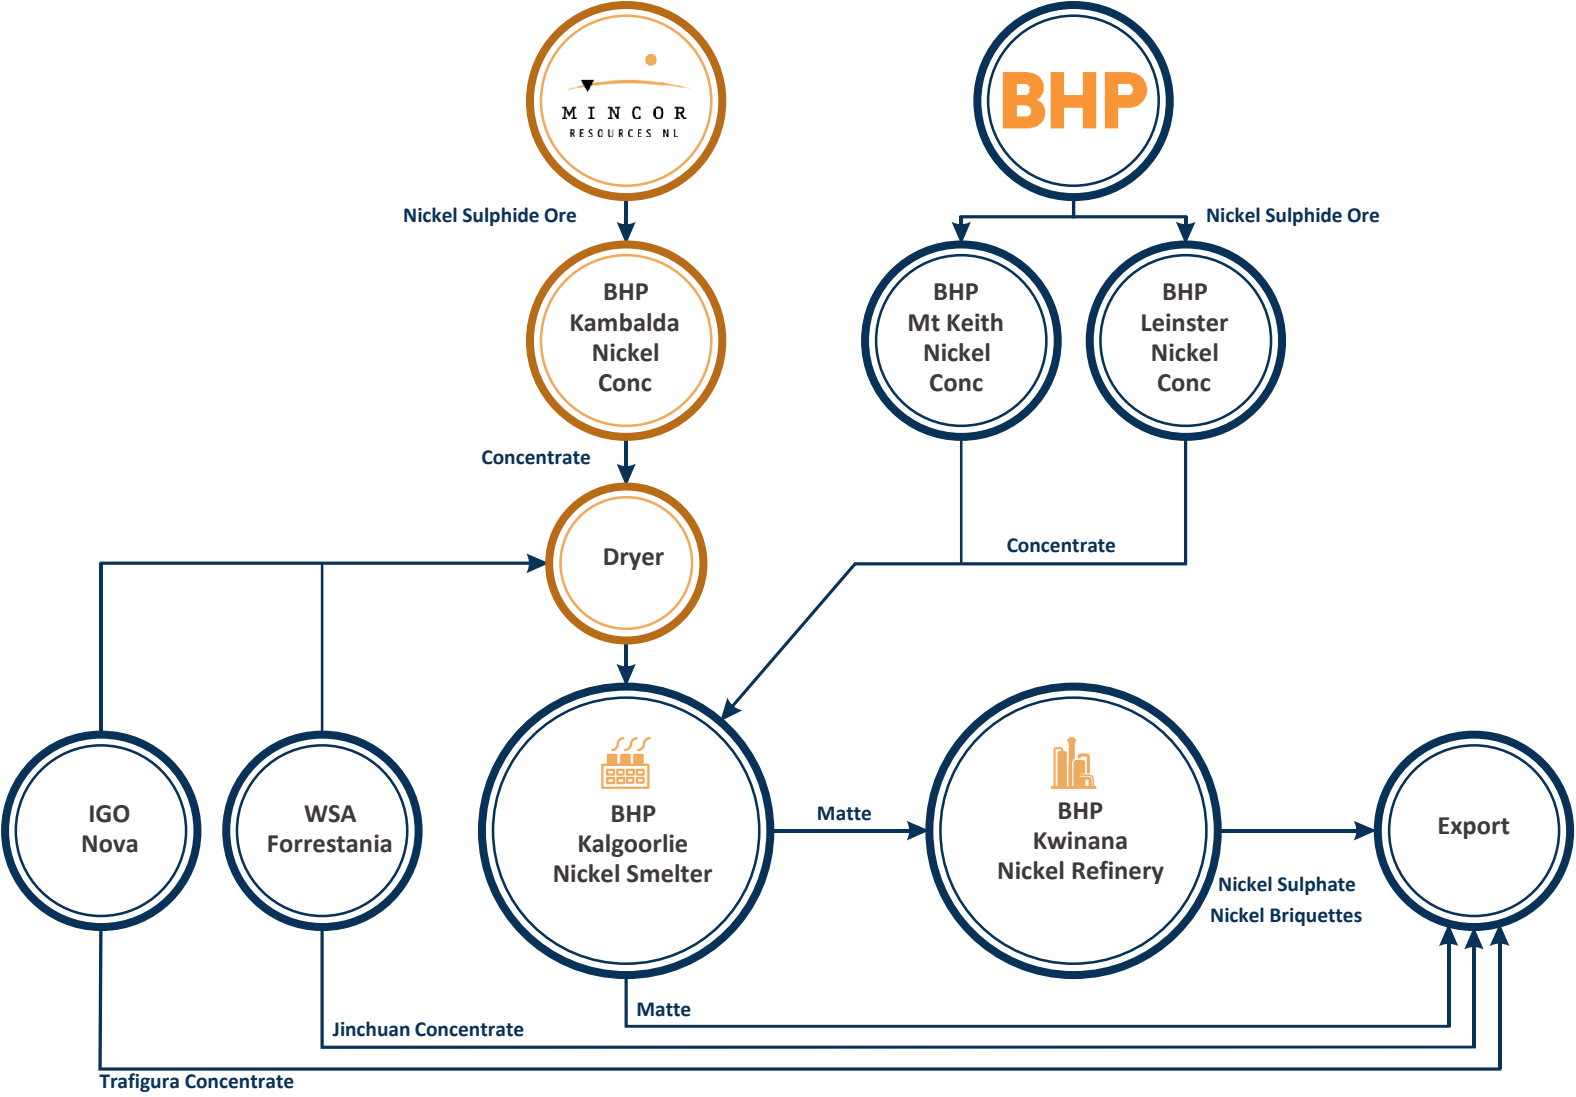 MINCOR
RESOURCES NL
BHP
Nickel Sulphide Ore
Nickel Sulphide Ore
BHP
Kambalda
Nickel
Conc
BHP
Mt Keith
Nickel
Conc
BHP
Leinster
Nickel
Conc
Concentrate
Concentrate
Dryer
IGO
Nova
WSA
Forrestania
BHP
Kalgoorlie
Nickel Smelter
Matte
BHP
Kwinana
Nickel Refinery
Export
Nickel Sulphate
Nickel Briquettes
Matte
Jinchuan Concentrate
Trafigura Concentrate